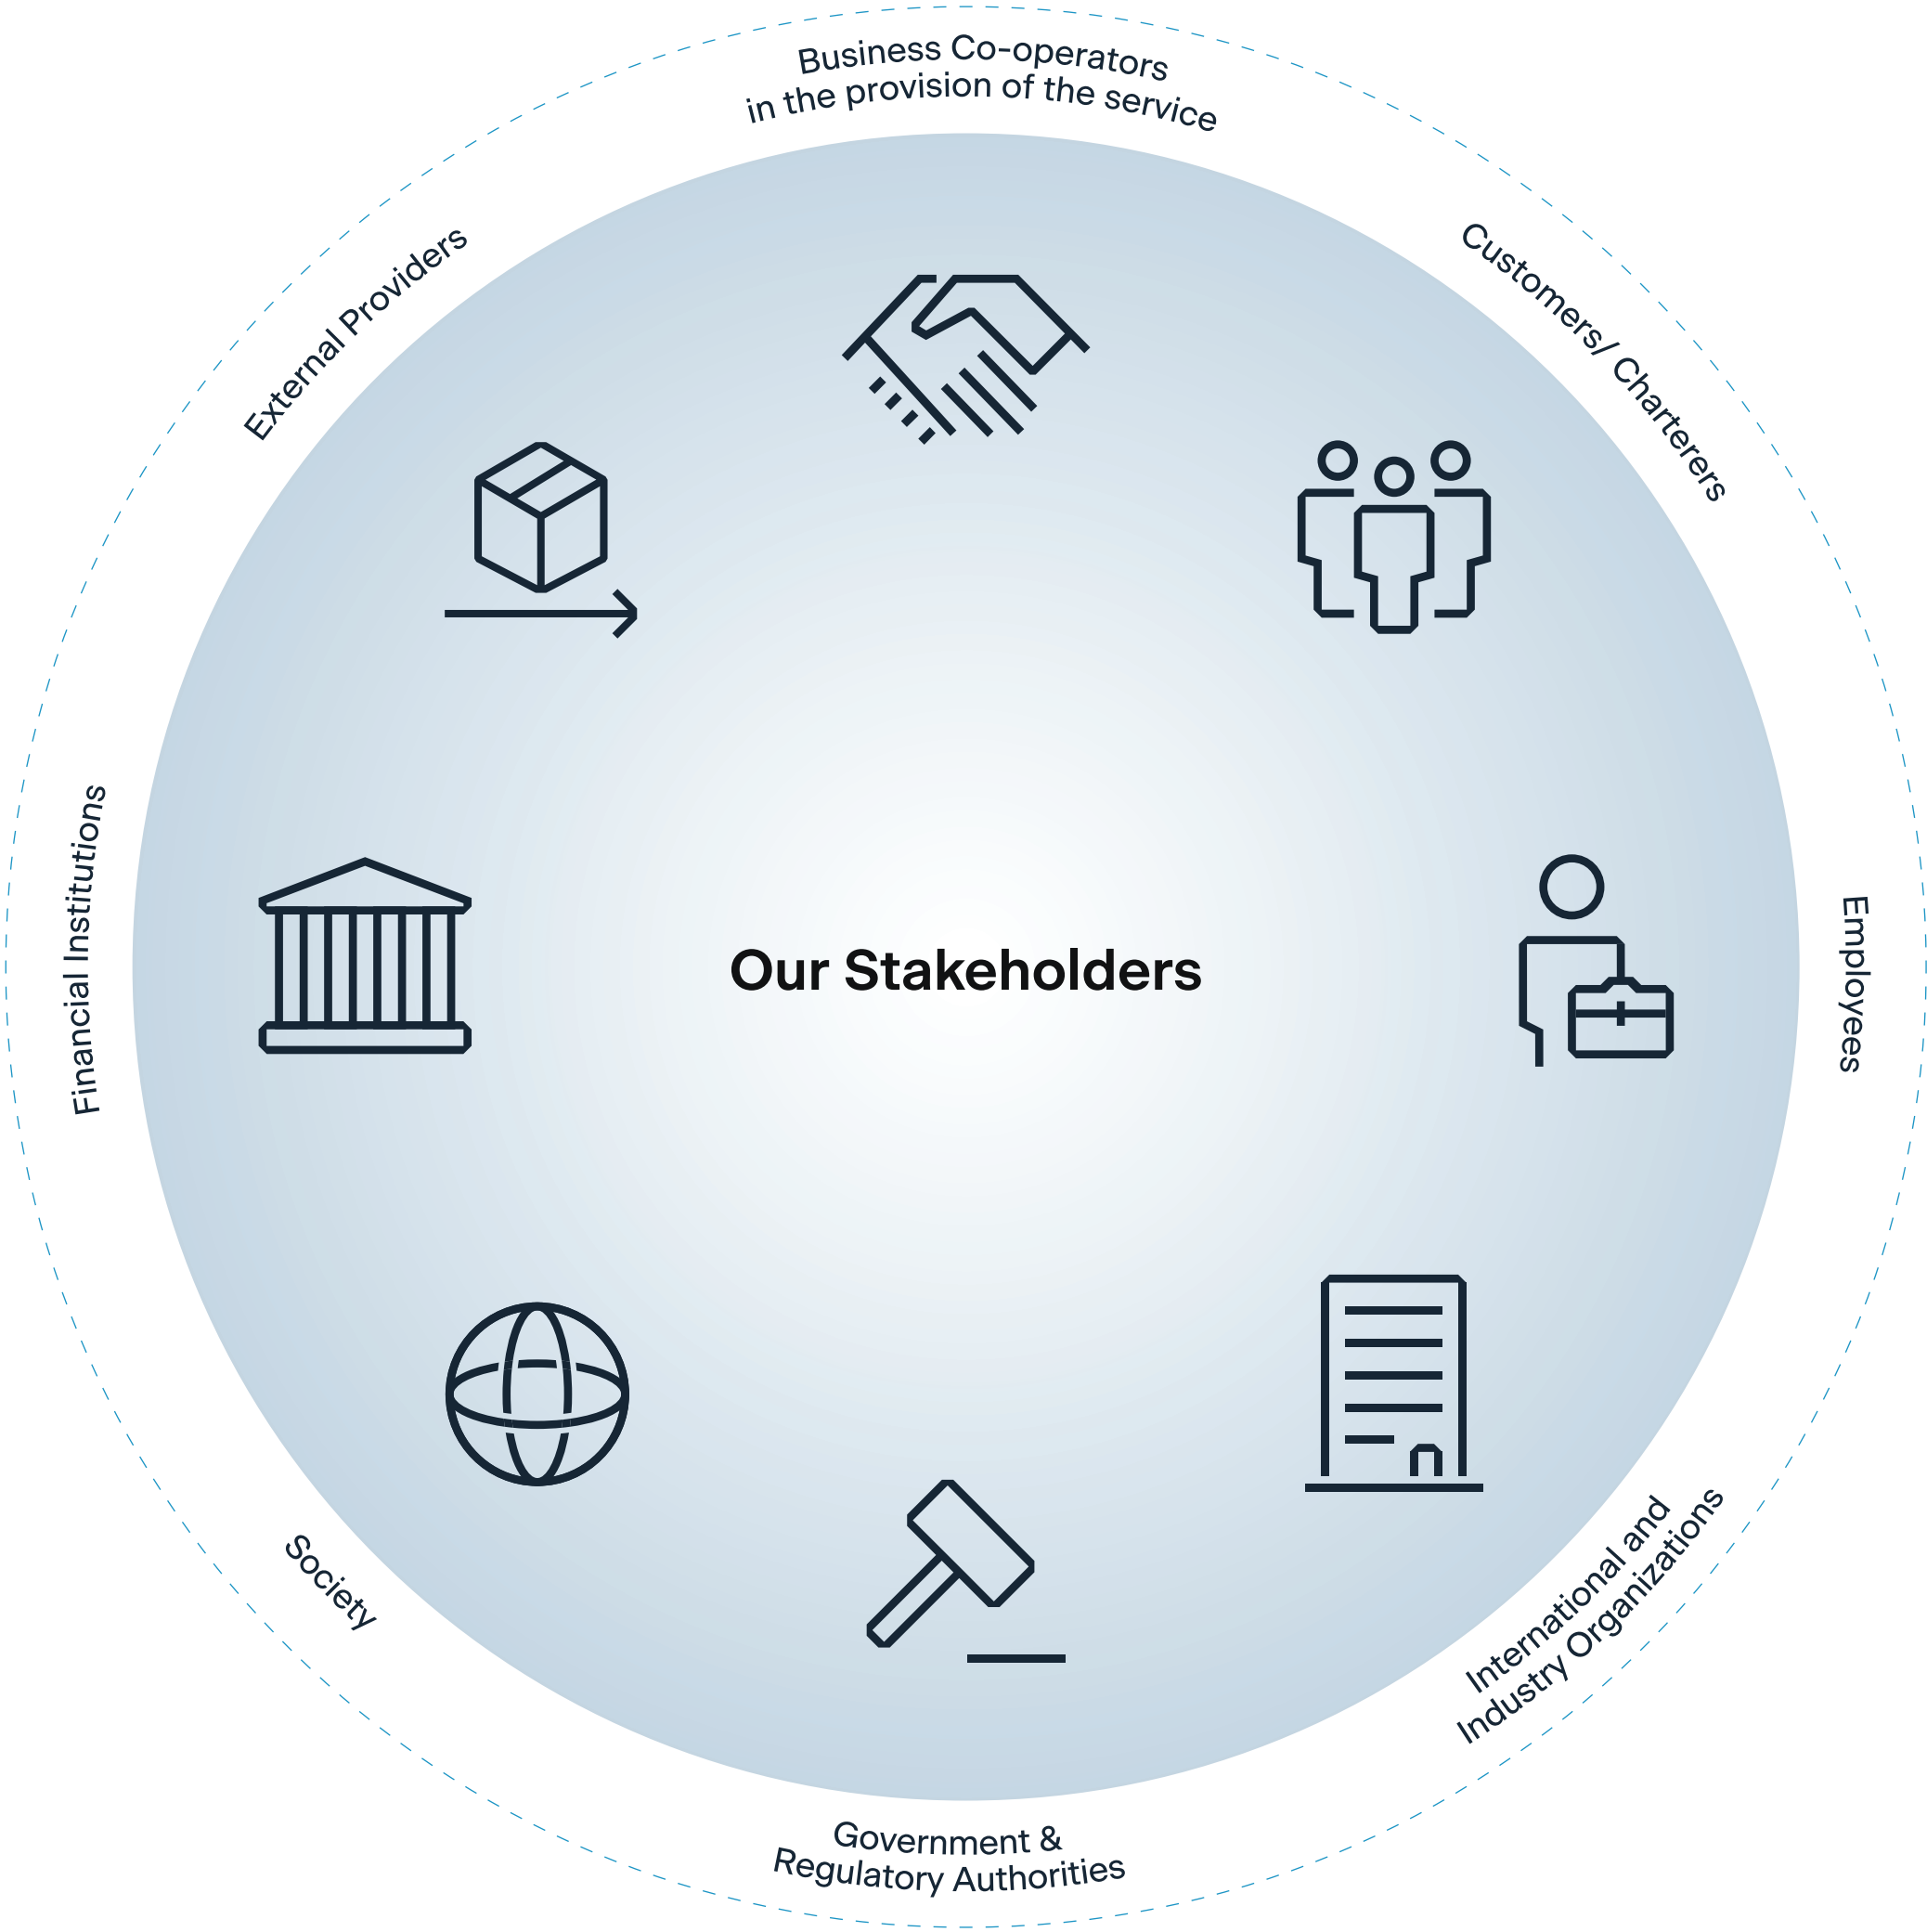 Business Co-operators
in the provision of the service
Customers/ Charterers
Employees
International and
Industry Organizations
Government &
Regulatory Authorities
Society
Financial Institutions
External Providers
Our Stakeholders